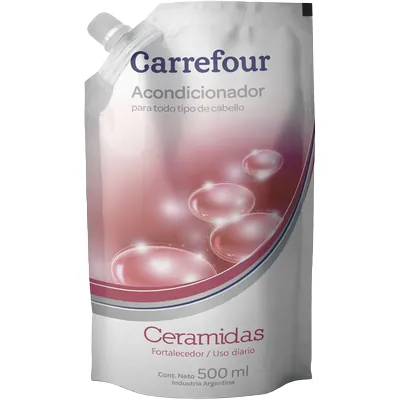 Carrefour
Acondicionador
para todo tipo de cabello
Ceramidas
Fortalecedor / Uso diario
Cont. Neto 500 ml
Industria Argentina